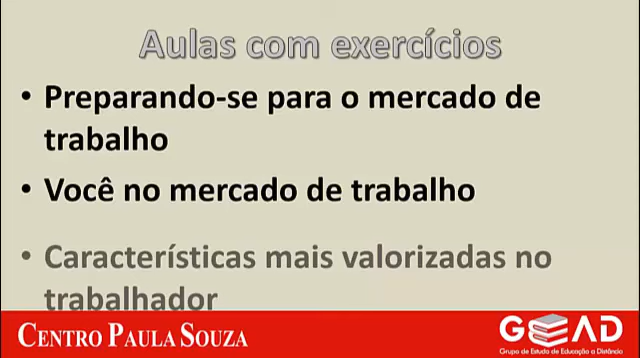 Aulas com exercícios
• Preparando-se para o mercado de
trabalho
• Você no mercado de trabalho
• Características mais valorizadas no
trabalhador
CENTRO PAULA SOUZA
GEAD
Grupo de Estudo de Educação a Distância